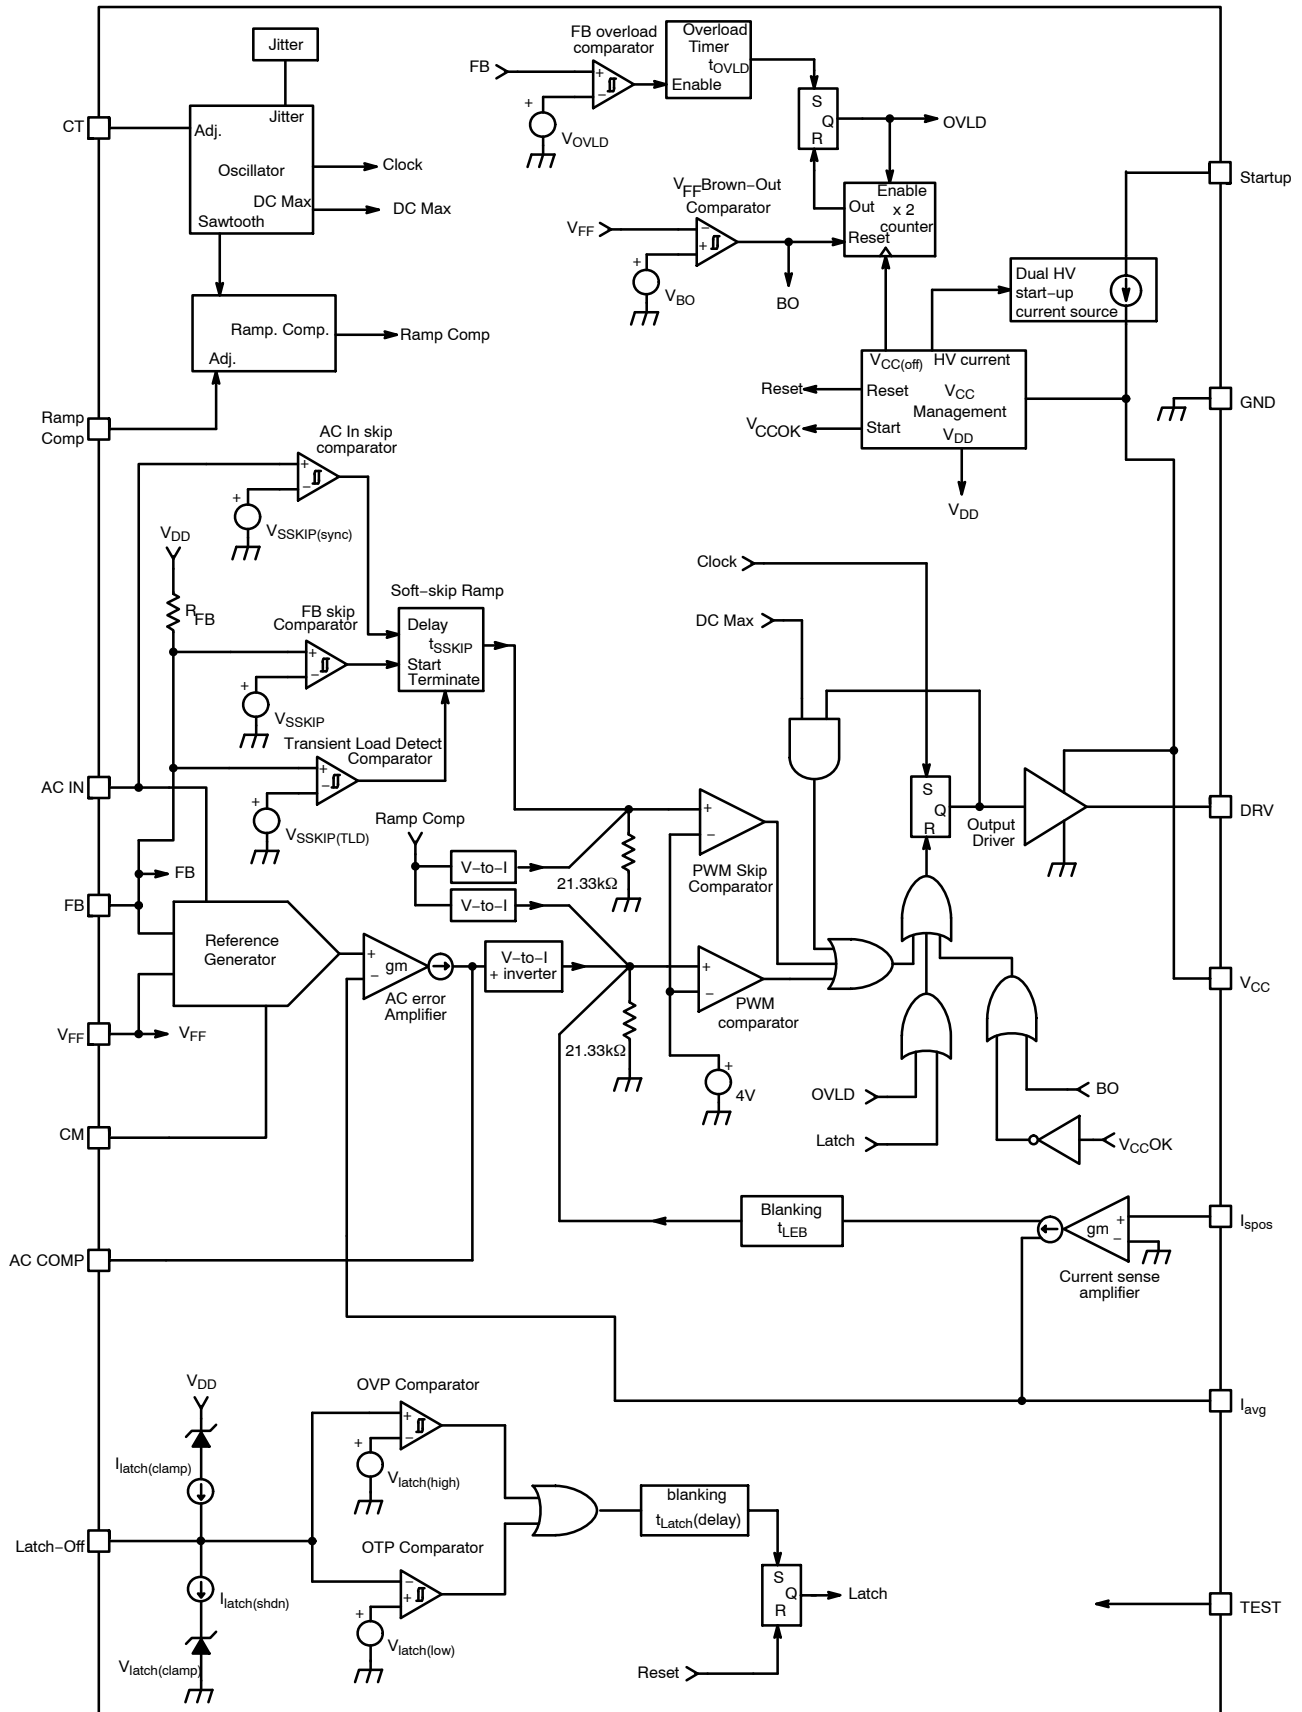 Jitter
Jitter
CT
Adj.
Oscillator
Clock
DC Max
DC Max
Sawtooth
Ramp. Comp.
Ramp Comp
Adj.
Ramp
Comp
FB overload
comparator
FB
+
−
+
VOVLD
Overload
Timer
tOVLD
Enable
S
Q
R
OVLD
VFF Brown−Out
Comparator
VFF
−
+
+
VBO
BO
Enable
x 2
counter
Out
Reset
Startup
Dual HV
start−up
current source
VCC(off)
HV current
Reset
Reset
VCC
Management
VCCOK
Start
VDD
VDD
GND
AC In skip
comparator
+
−
+
VSSKIP(sync)
VDD
RFB
FB skip
Comparator
+
−
+
VSSKIP
Soft−skip Ramp
Delay
tSSKIP
Start
Terminate
Transient Load Detect
Comparator
+
−
+
VSSKIP(TLD)
AC IN
FB
FB
VFF
VFF
CM
AC COMP
Reference
Generator
+
−
gm
AC error
Amplifier
Ramp Comp
V−to−I
V−to−I
V−to−I
+ inverter
21.33kΩ
21.33kΩ
+
−
PWM Skip
Comparator
+
−
PWM
comparator
+
4V
Clock
DC Max
S
Q
R
Output
Driver
DRV
VCC
OVLD
Latch
BO
VCCOK
Blanking
tLEB
gm
+
−
Current sense
amplifier
Ispos
Iavg
VDD
Ilatch(clamp)
Latch−Off
Ilatch(shdn)
Vlatch(clamp)
OVP Comparator
+
−
+
Vlatch(high)
OTP Comparator
−
+
+
Vlatch(low)
blanking
tLatch(delay)
S
Q
R
Latch
Reset
TEST